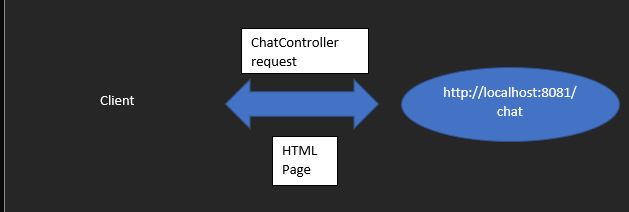 ChatController
request
Client
http://localhost:8081/
chat
HTML
Page